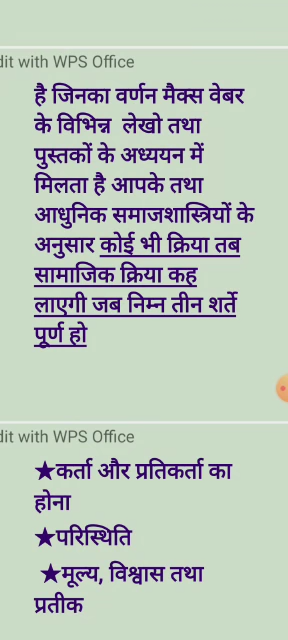 dit with WPS Office
है जिनका वर्णन मैक्स वेबर
के विभिन्न लेखो तथा
पुस्तकों के अध्ययन में
मिलता है आपके तथा
आधुनिक समाजशास्त्रियों के
अनुसार कोई भी क्रिया तब
सामाजिक क्रिया कह
लाएगी जब निम्न तीन शर्ते
पूर्ण हो
dit with WPS Office
★कर्ता और प्रतिकर्ता का
होना
★परिस्थिति
★मूल्य, विश्वास तथा
प्रतीक